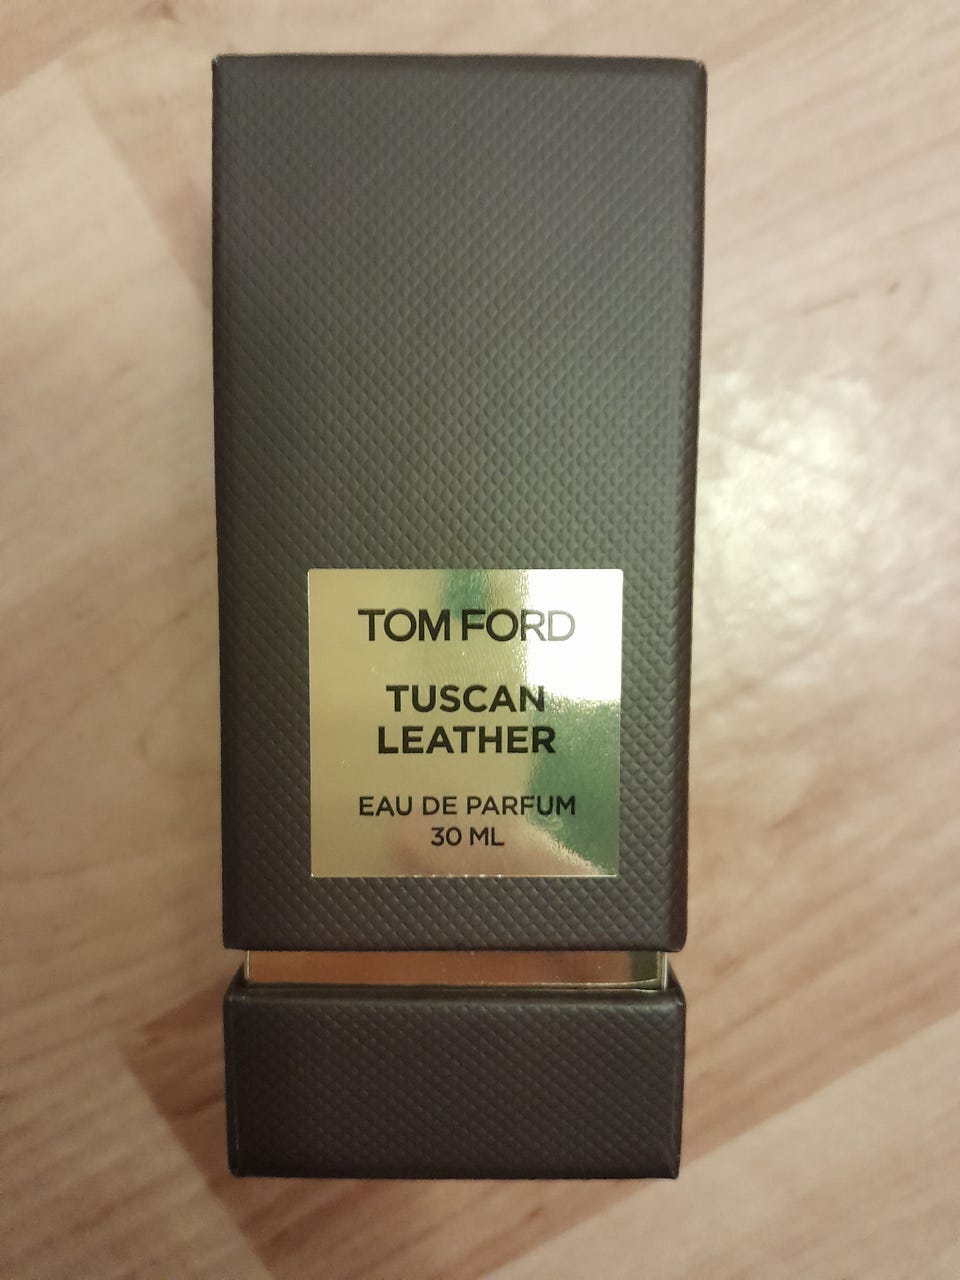 TOM FORD
TUSCAN
LEATHER
EAU DE PARFUM
30 ML